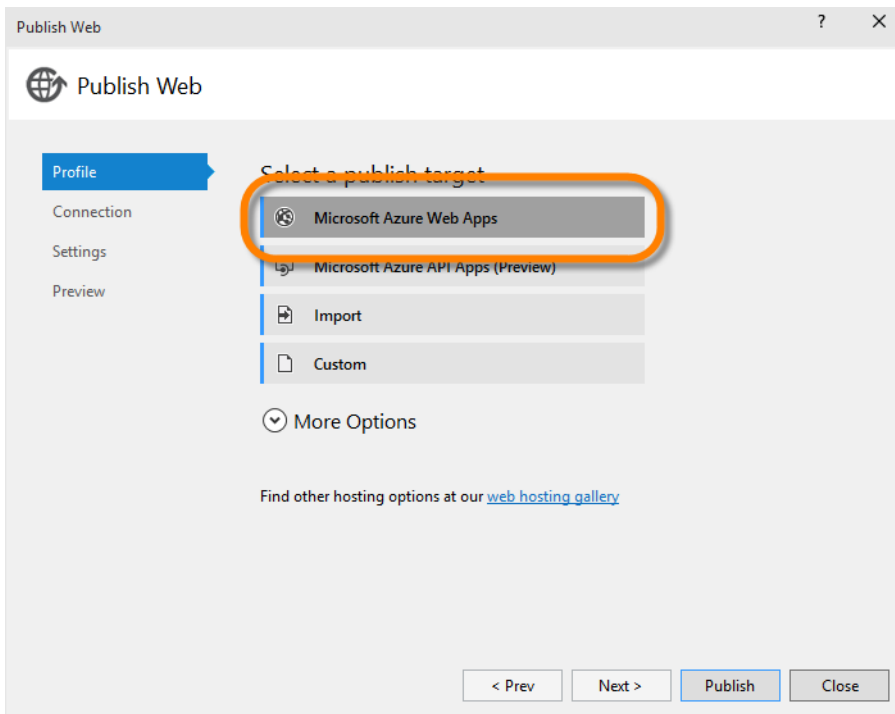 Publish Web
?
Publish Web
Profile
Connection
Settings
Preview
Select a publish target
Microsoft Azure Web Apps
Microsoft Azure API Apps (Preview)
Import
Custom
More Options
Find other hosting options at our web hosting gallery
< Prev
Next >
Publish
Close